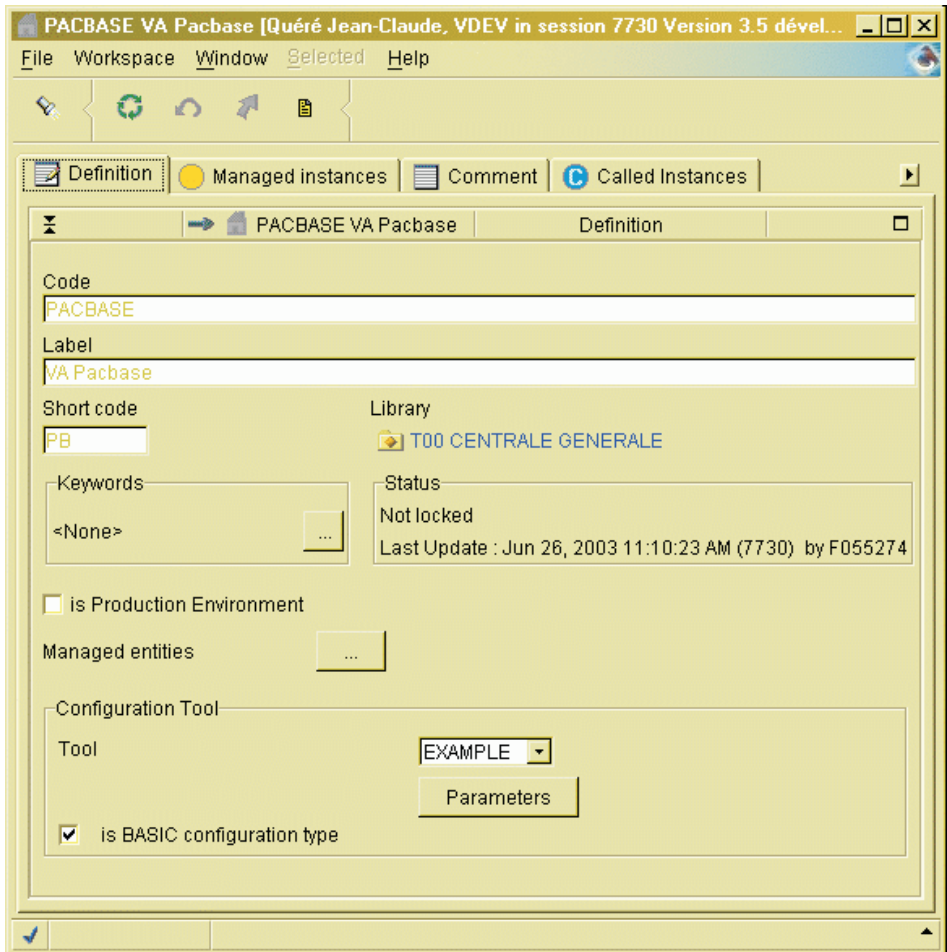 PACBASE VA Pacbase [Quéré Jean-Claude, VDEV in session 7730 Version 3.5 dével...
File Workspace Window Selected Help
Definition Managed instances Comment Called Instances
PACBASE VA Pacbase Definition
Code
PACBASE
Label
VA Pacbase
Short code Library
PB T00 CENTRALE GENERALE
Keywords Status
<None> ... Not locked
Last Update : Jun 26, 2003 11:10:23 AM (7730) by F055274
is Production Environment
Managed entities ...
Configuration Tool
Tool EXAMPLE
Parameters
is BASIC configuration type